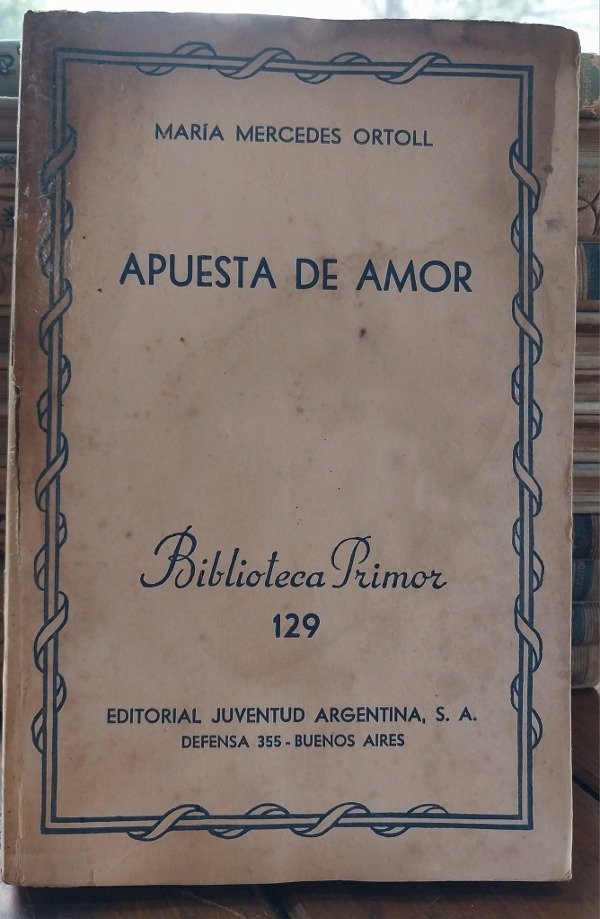 MARÍA MERCEDES ORTOLL
APUESTA DE AMOR
Biblioteca Primor
129
EDITORIAL JUVENTUD ARGENTINA, S. A.
DEFENSA 355 - BUENOS AIRES